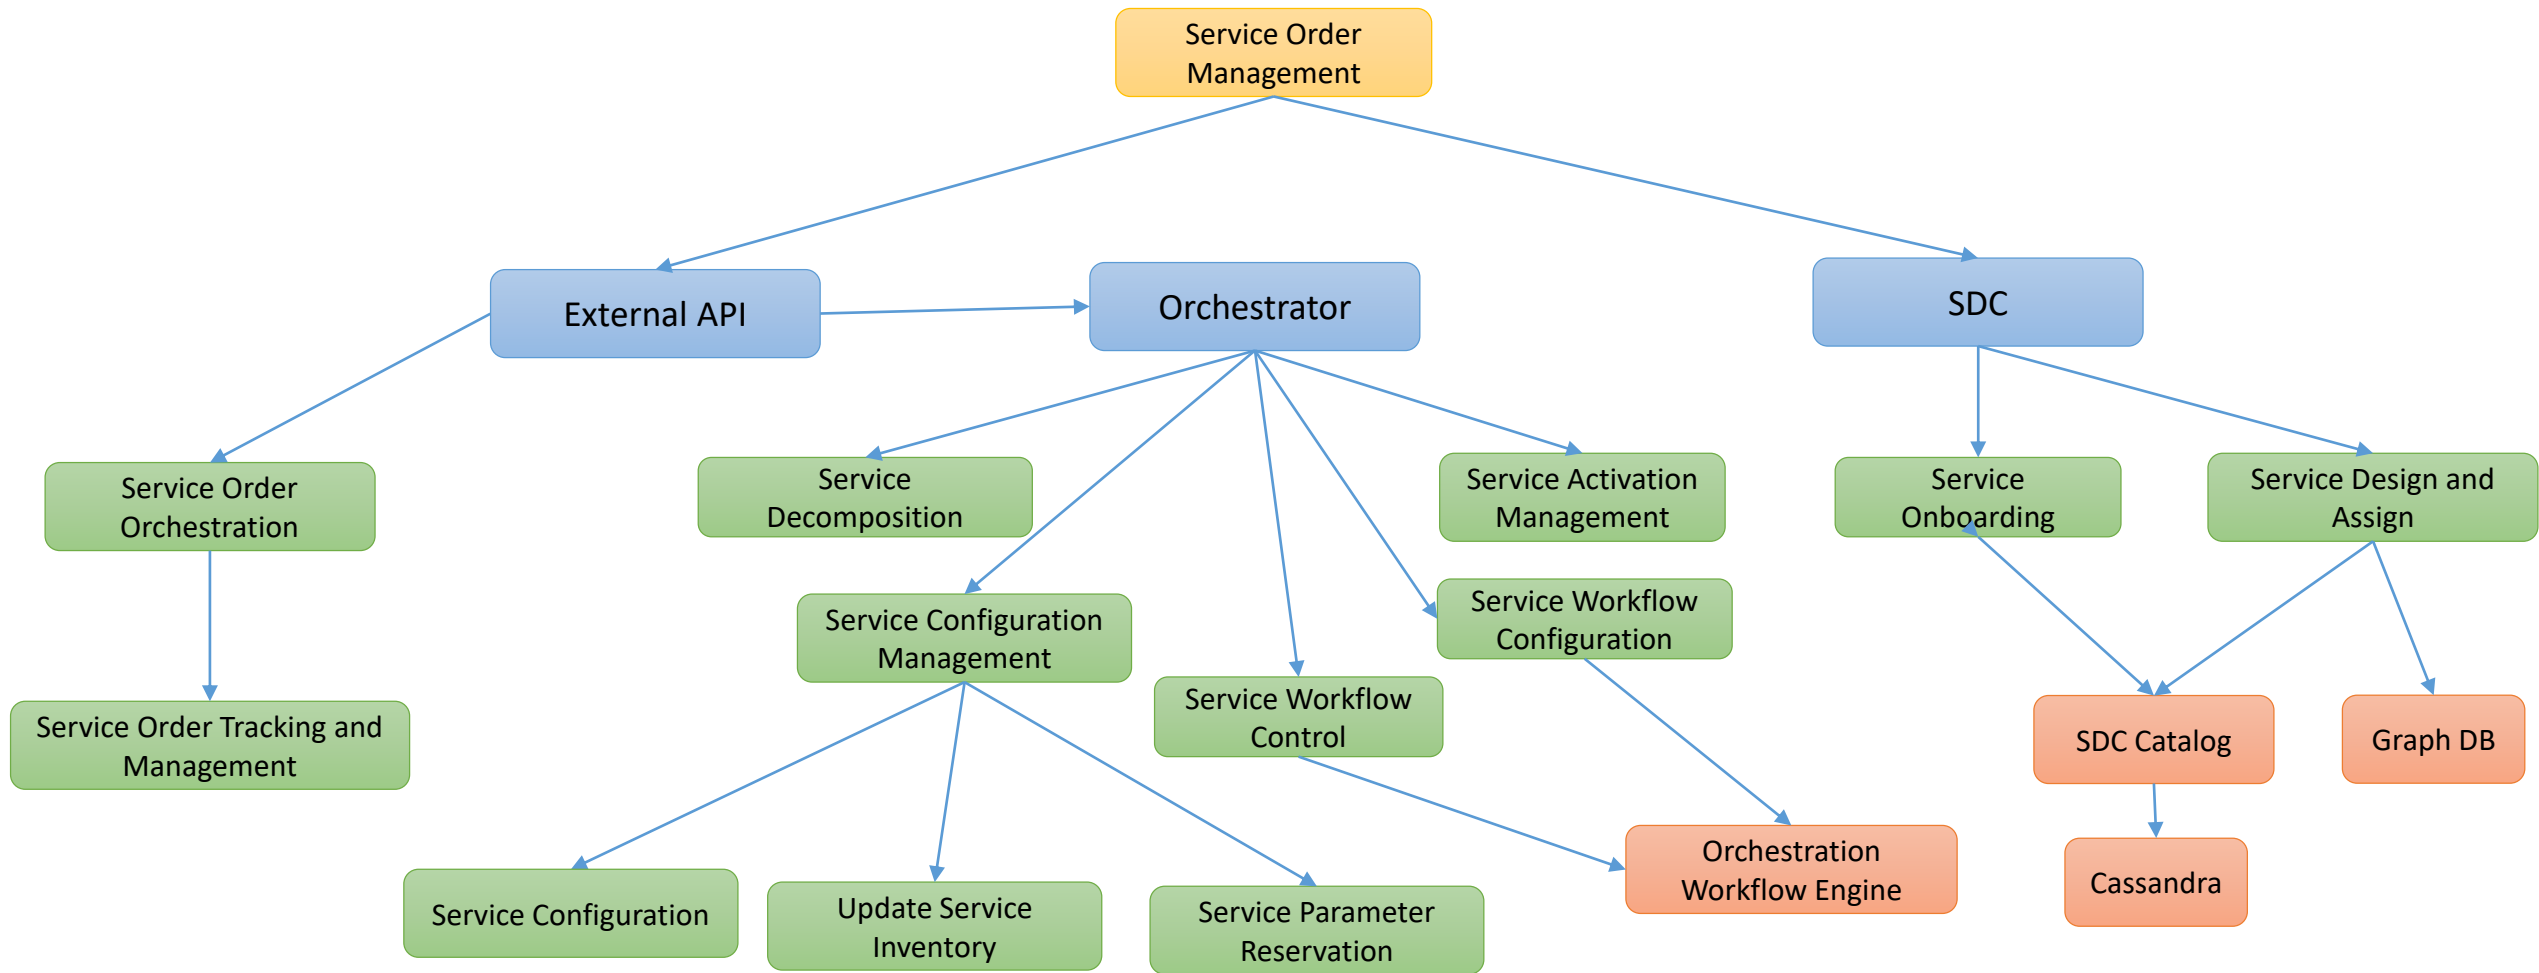 Service Order
Management
External API
Orchestrator
SDC
Service Order
Orchestration
Service
Decomposition
Service Activation
Management
Service
Onboarding
Service Design and
Assign
Service Configuration
Management
Service Workflow
Configuration
Service Workflow
Control
Service Order Tracking and
Management
SDC Catalog
Graph DB
Orchestration
Workflow Engine
Cassandra
Service Configuration
Update Service
Inventory
Service Parameter
Reservation